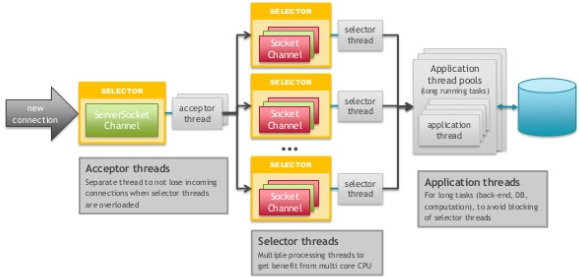 new
connection
SELECTOR
ServerSocket
Channel
acceptor
thread
SELECTOR
Socket
Channel
selector
thread
SELECTOR
Socket
Channel
selector
thread
...
SELECTOR
Socket
Channel
selector
thread
Application
thread pools
(long running tasks)
application
thread
Acceptor threads
Separate thread to not lose incoming
connections when selector threads
are overloaded
Selector threads
Multiple processing threads to
get benefit from multi core CPU
Application threads
For long tasks (back-end, DB,
computation), to avoid blocking
of selector threads